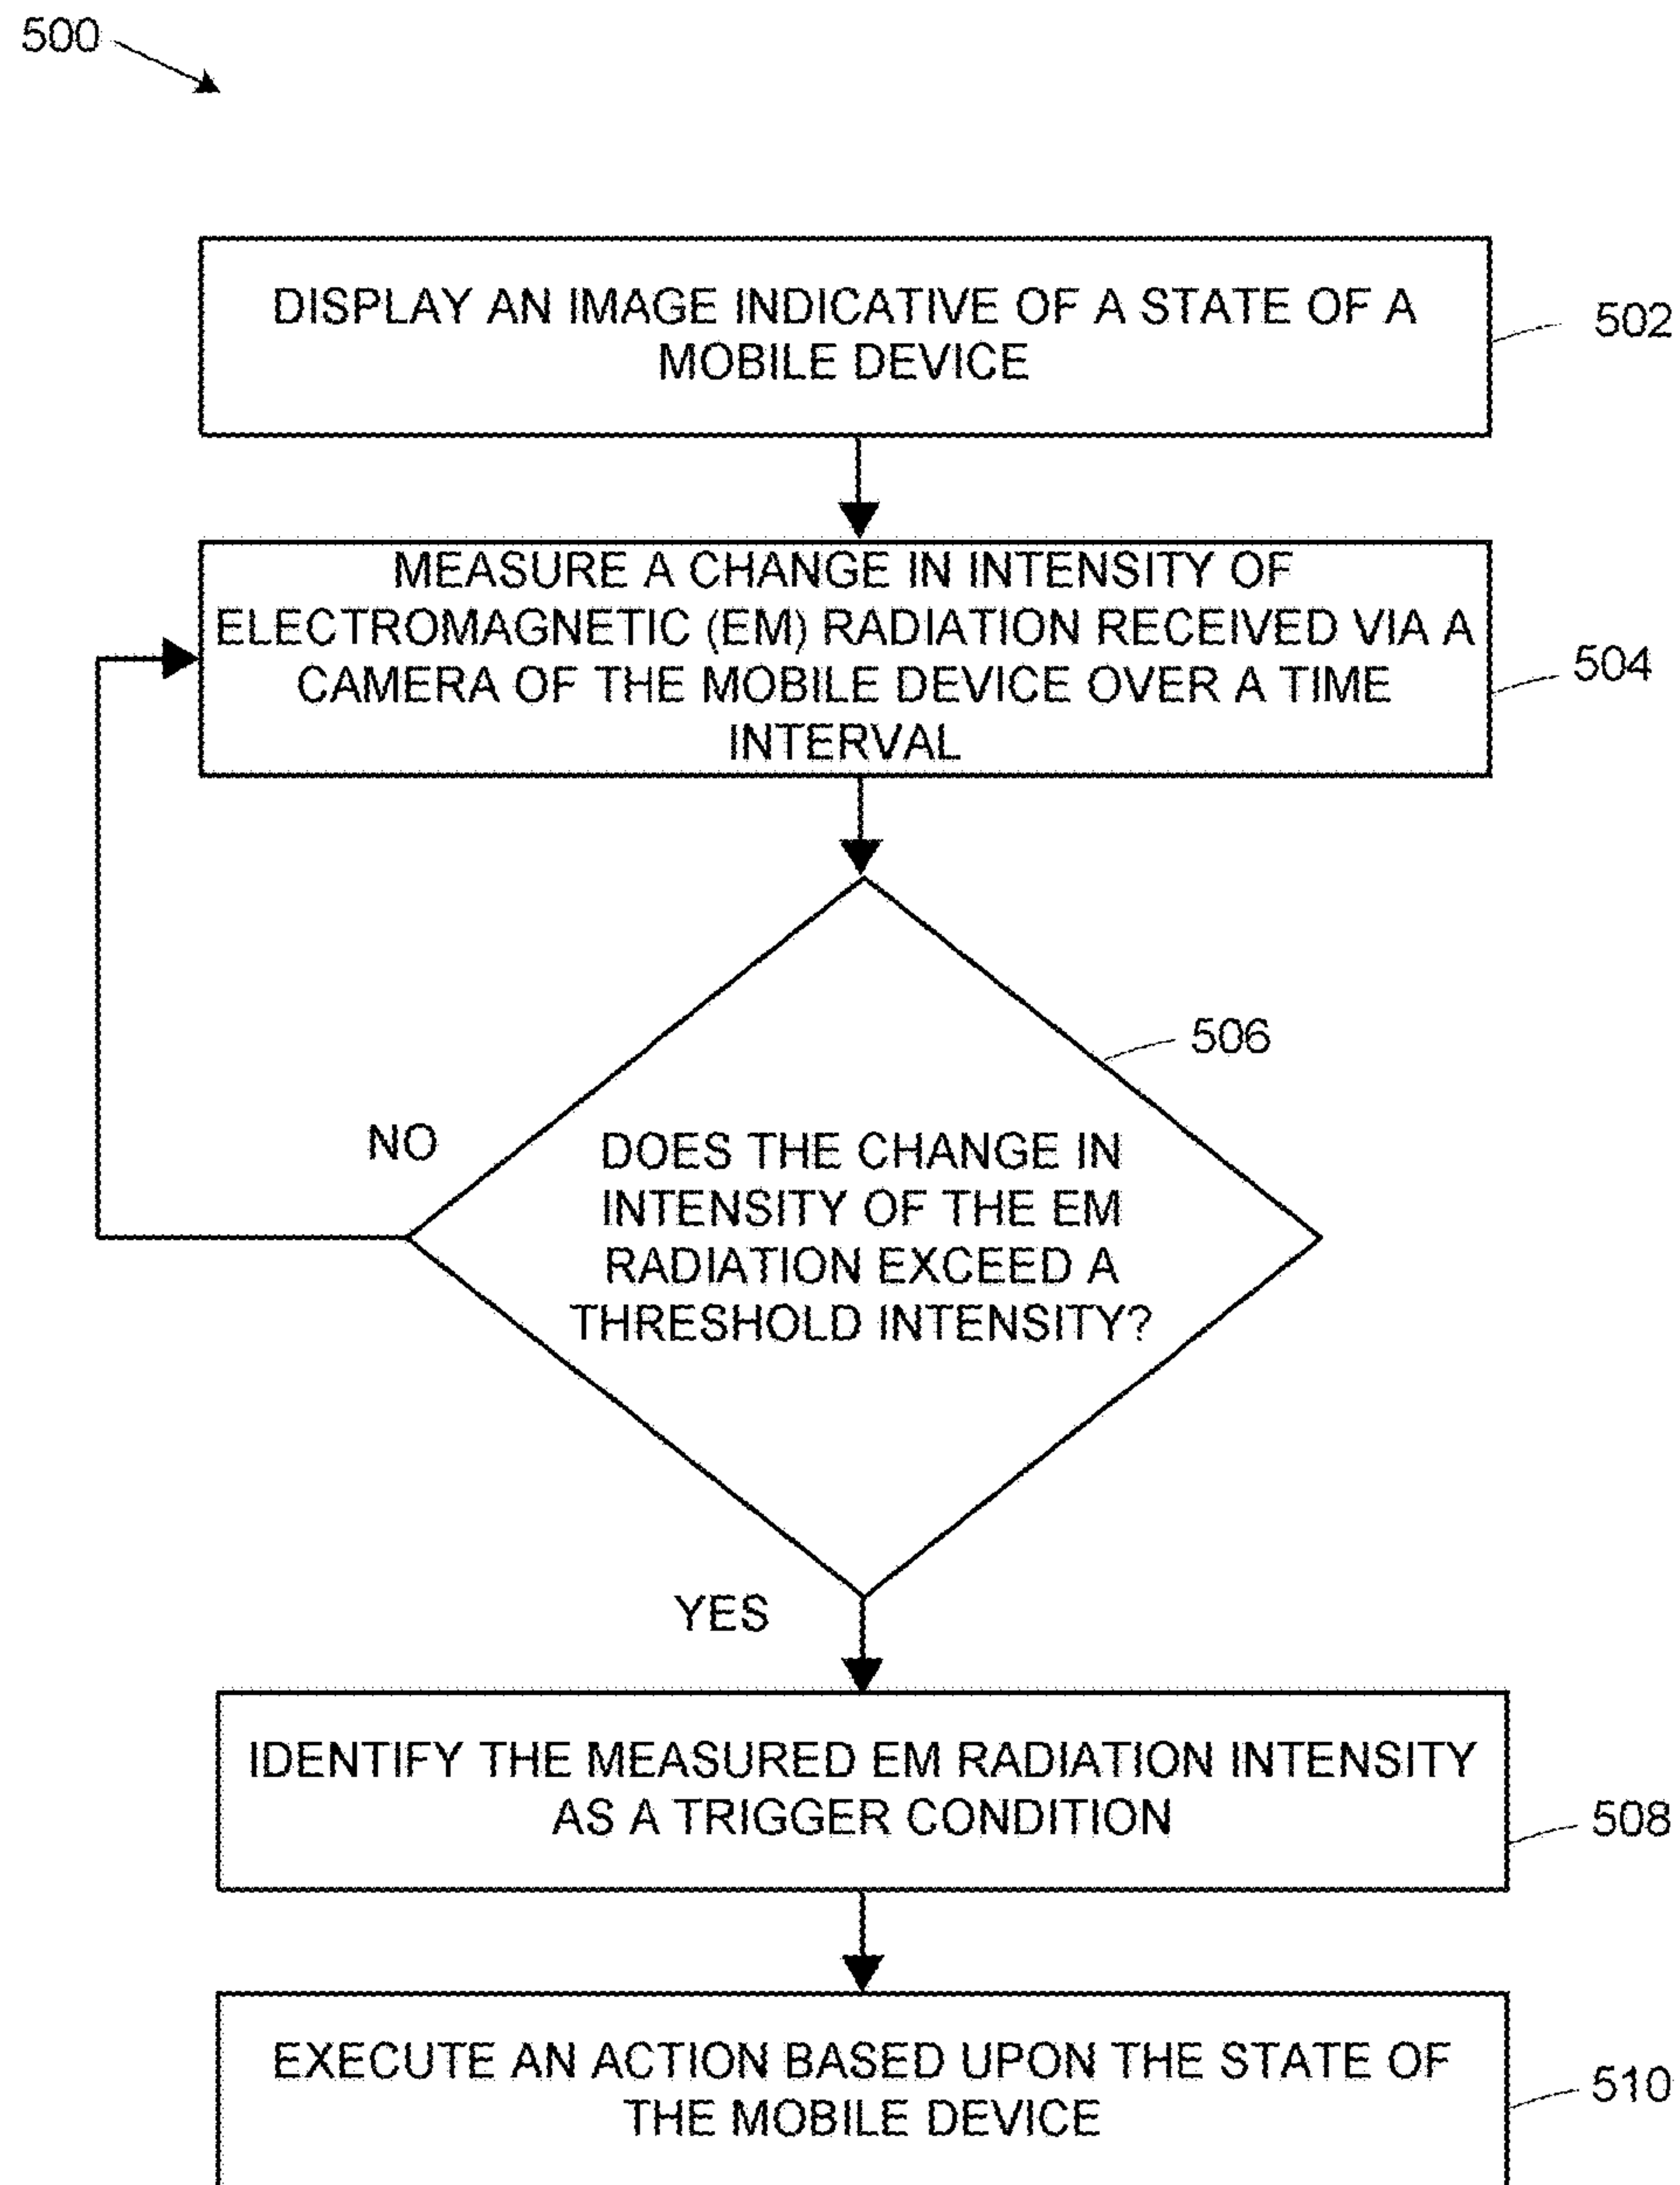 500
DISPLAY AN IMAGE INDICATIVE OF A STATE OF A
MOBILE DEVICE
502
MEASURE A CHANGE IN INTENSITY OF
ELECTROMAGNETIC (EM) RADIATION RECEIVED VIA A
CAMERA OF THE MOBILE DEVICE OVER A TIME
INTERVAL
504
506
NO
DOES THE CHANGE IN
INTENSITY OF THE EM
RADIATION EXCEED A
THRESHOLD INTENSITY?
YES
IDENTIFY THE MEASURED EM RADIATION INTENSITY
AS A TRIGGER CONDITION
508
EXECUTE AN ACTION BASED UPON THE STATE OF
THE MOBILE DEVICE
510